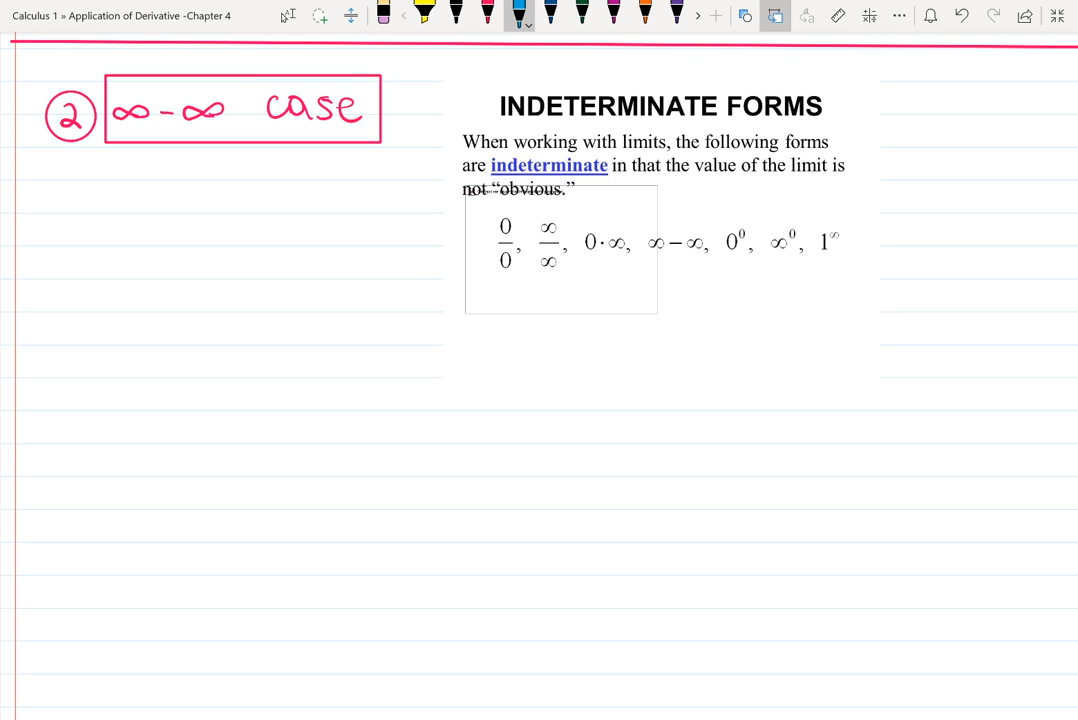 Calculus 1 » Application of Derivative -Chapter 4
② ∞ - ∞ case
INDETERMINATE FORMS
When working with limits, the following forms
are indeterminate in that the value of the limit is
not “obvious.”
0/0, ∞/∞, 0·∞, ∞−∞, 0⁰, ∞⁰, 1^∞